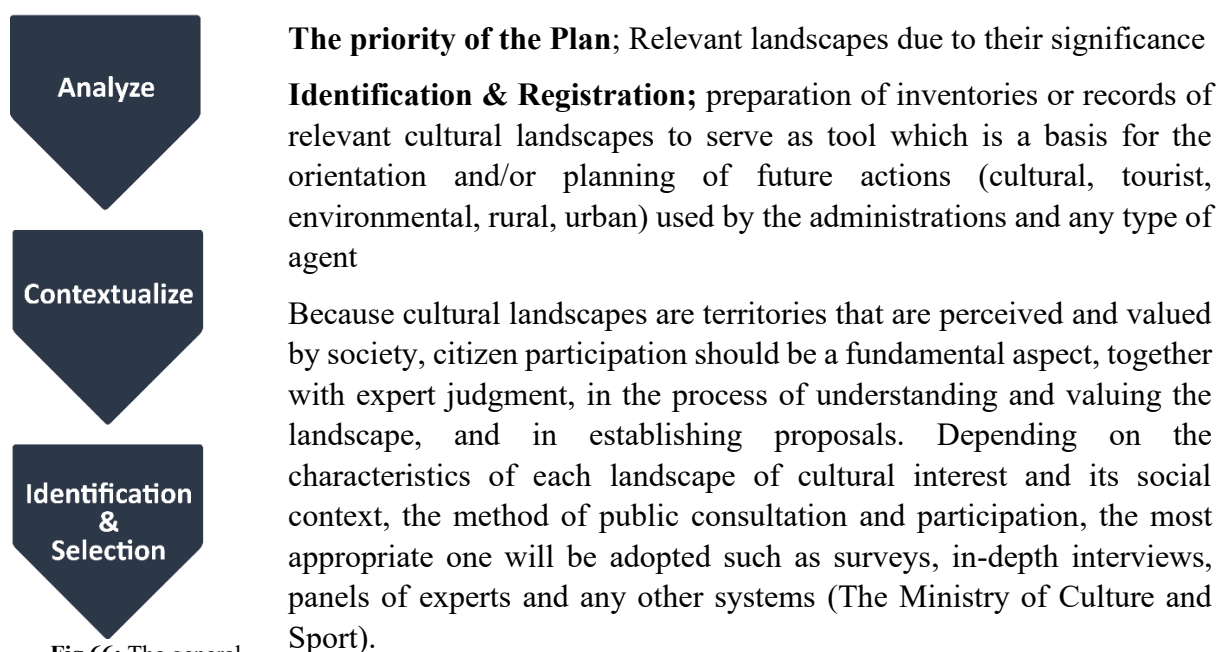 Analyze
Contextualize
Identification
&
Selection
Fig 66: The general
The priority of the Plan; Relevant landscapes due to their significance
Identification & Registration; preparation of inventories or records of
relevant cultural landscapes to serve as tool which is a basis for the
orientation and/or planning of future actions (cultural, tourist,
environmental, rural, urban) used by the administrations and any type of
agent
Because cultural landscapes are territories that are perceived and valued
by society, citizen participation should be a fundamental aspect, together
with expert judgment, in the process of understanding and valuing the
landscape, and in establishing proposals. Depending on the
characteristics of each landscape of cultural interest and its social
context, the method of public consultation and participation, the most
appropriate one will be adopted such as surveys, in-depth interviews,
panels of experts and any other systems (The Ministry of Culture and
Sport).